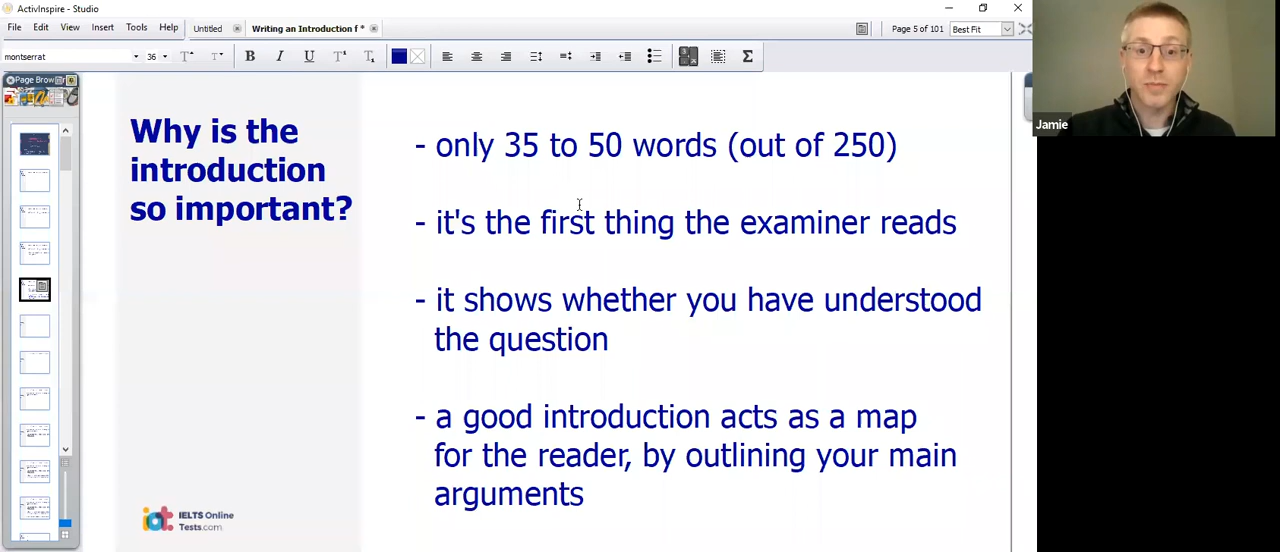 ActivInspire - Studio
File Edit View Insert Tools Help Untitled Writing an Introduction f * Page 5 of 101 Best Fit
montserrat 36 B I U T T Σ
Page Brow
Jamie
Why is the
introduction
so important?
- only 35 to 50 words (out of 250)
- it's the first thing the examiner reads
- it shows whether you have understood
the question
- a good introduction acts as a map
for the reader, by outlining your main
arguments
iot IELTS Online
Tests.com